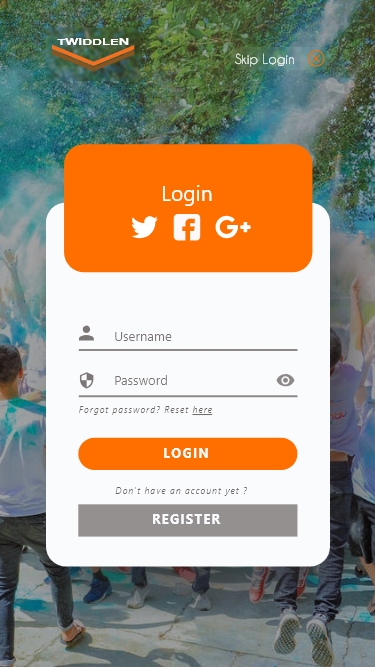 TWIDDLEN
Skip Login
Login
Username
Password
Forgot password? Reset here
LOGIN
Don't have an account yet ?
REGISTER